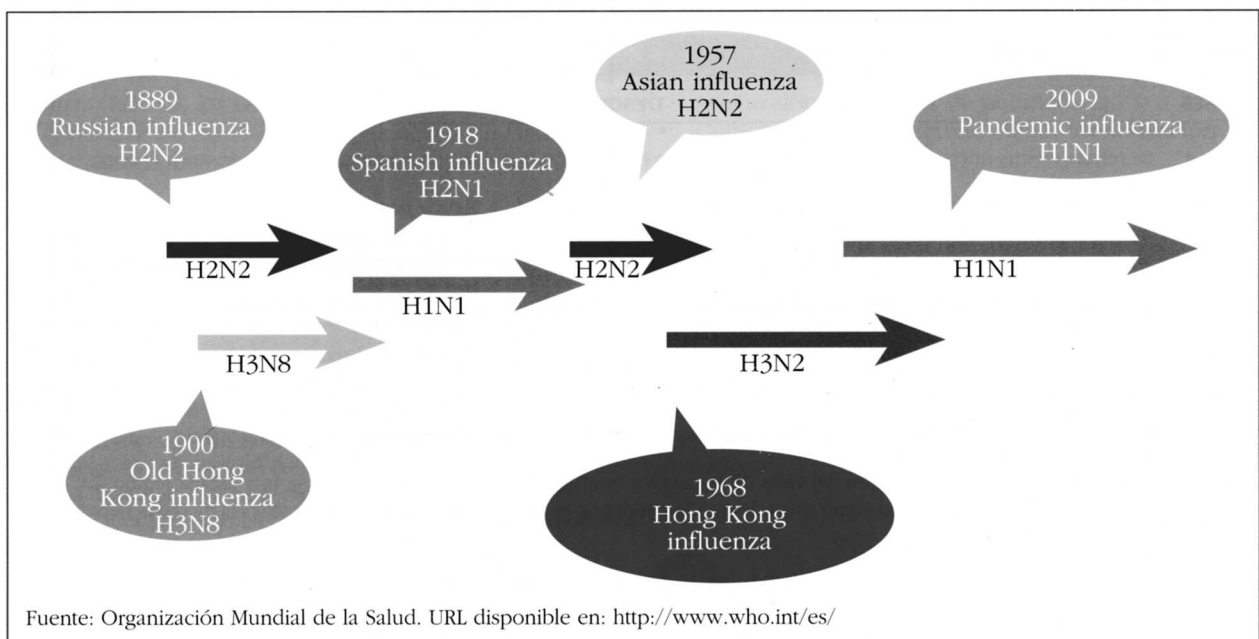 1889
Russian influenza
H2N2
1918
Spanish influenza
H2N1
1957
Asian influenza
H2N2
2009
Pandemic influenza
H1N1
H2N2
H1N1
H2N2
H1N1
H3N8
H3N2
1900
Old Hong
Kong influenza
H3N8
1968
Hong Kong
influenza
Fuente: Organización Mundial de la Salud. URL disponible en: http://www.who.int/es/